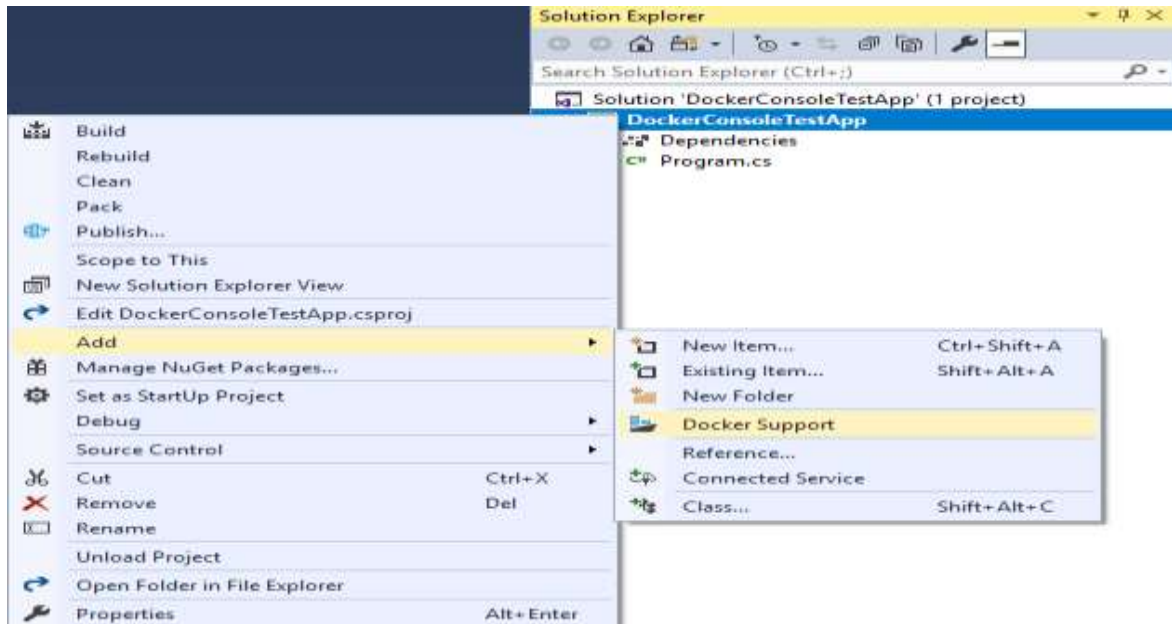 Solution Explorer
Search Solution Explorer (Ctrl+;)
Solution 'DockerConsoleTestApp' (1 project)
DockerConsoleTestApp
Dependencies
C# Program.cs
Build
Rebuild
Clean
Pack
Publish...
Scope to This
New Solution Explorer View
Edit DockerConsoleTestApp.csproj
Add
Manage NuGet Packages...
Set as StartUp Project
Debug
Source Control
Cut Ctrl+X
Remove Del
Rename
Unload Project
Open Folder in File Explorer
Properties Alt+Enter
New Item... Ctrl+Shift+A
Existing Item... Shift+Alt+A
New Folder
Docker Support
Reference...
Connected Service
Class... Shift+Alt+C